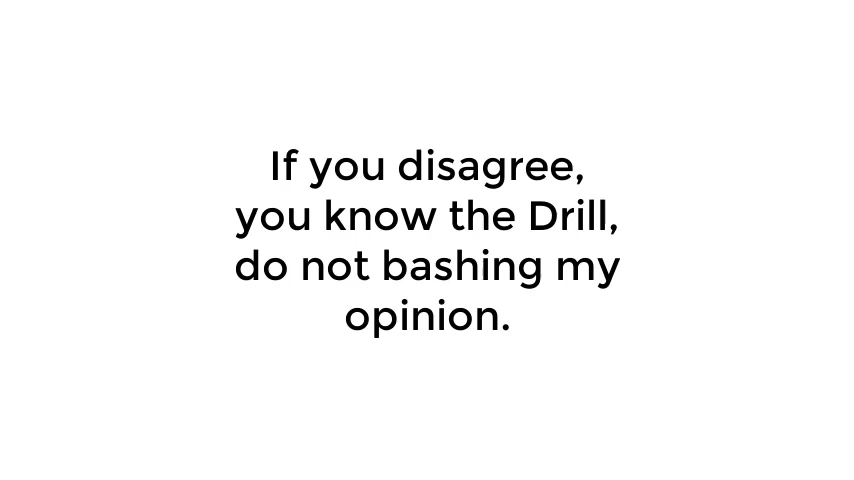 If you disagree,
you know the Drill,
do not bashing my
opinion.